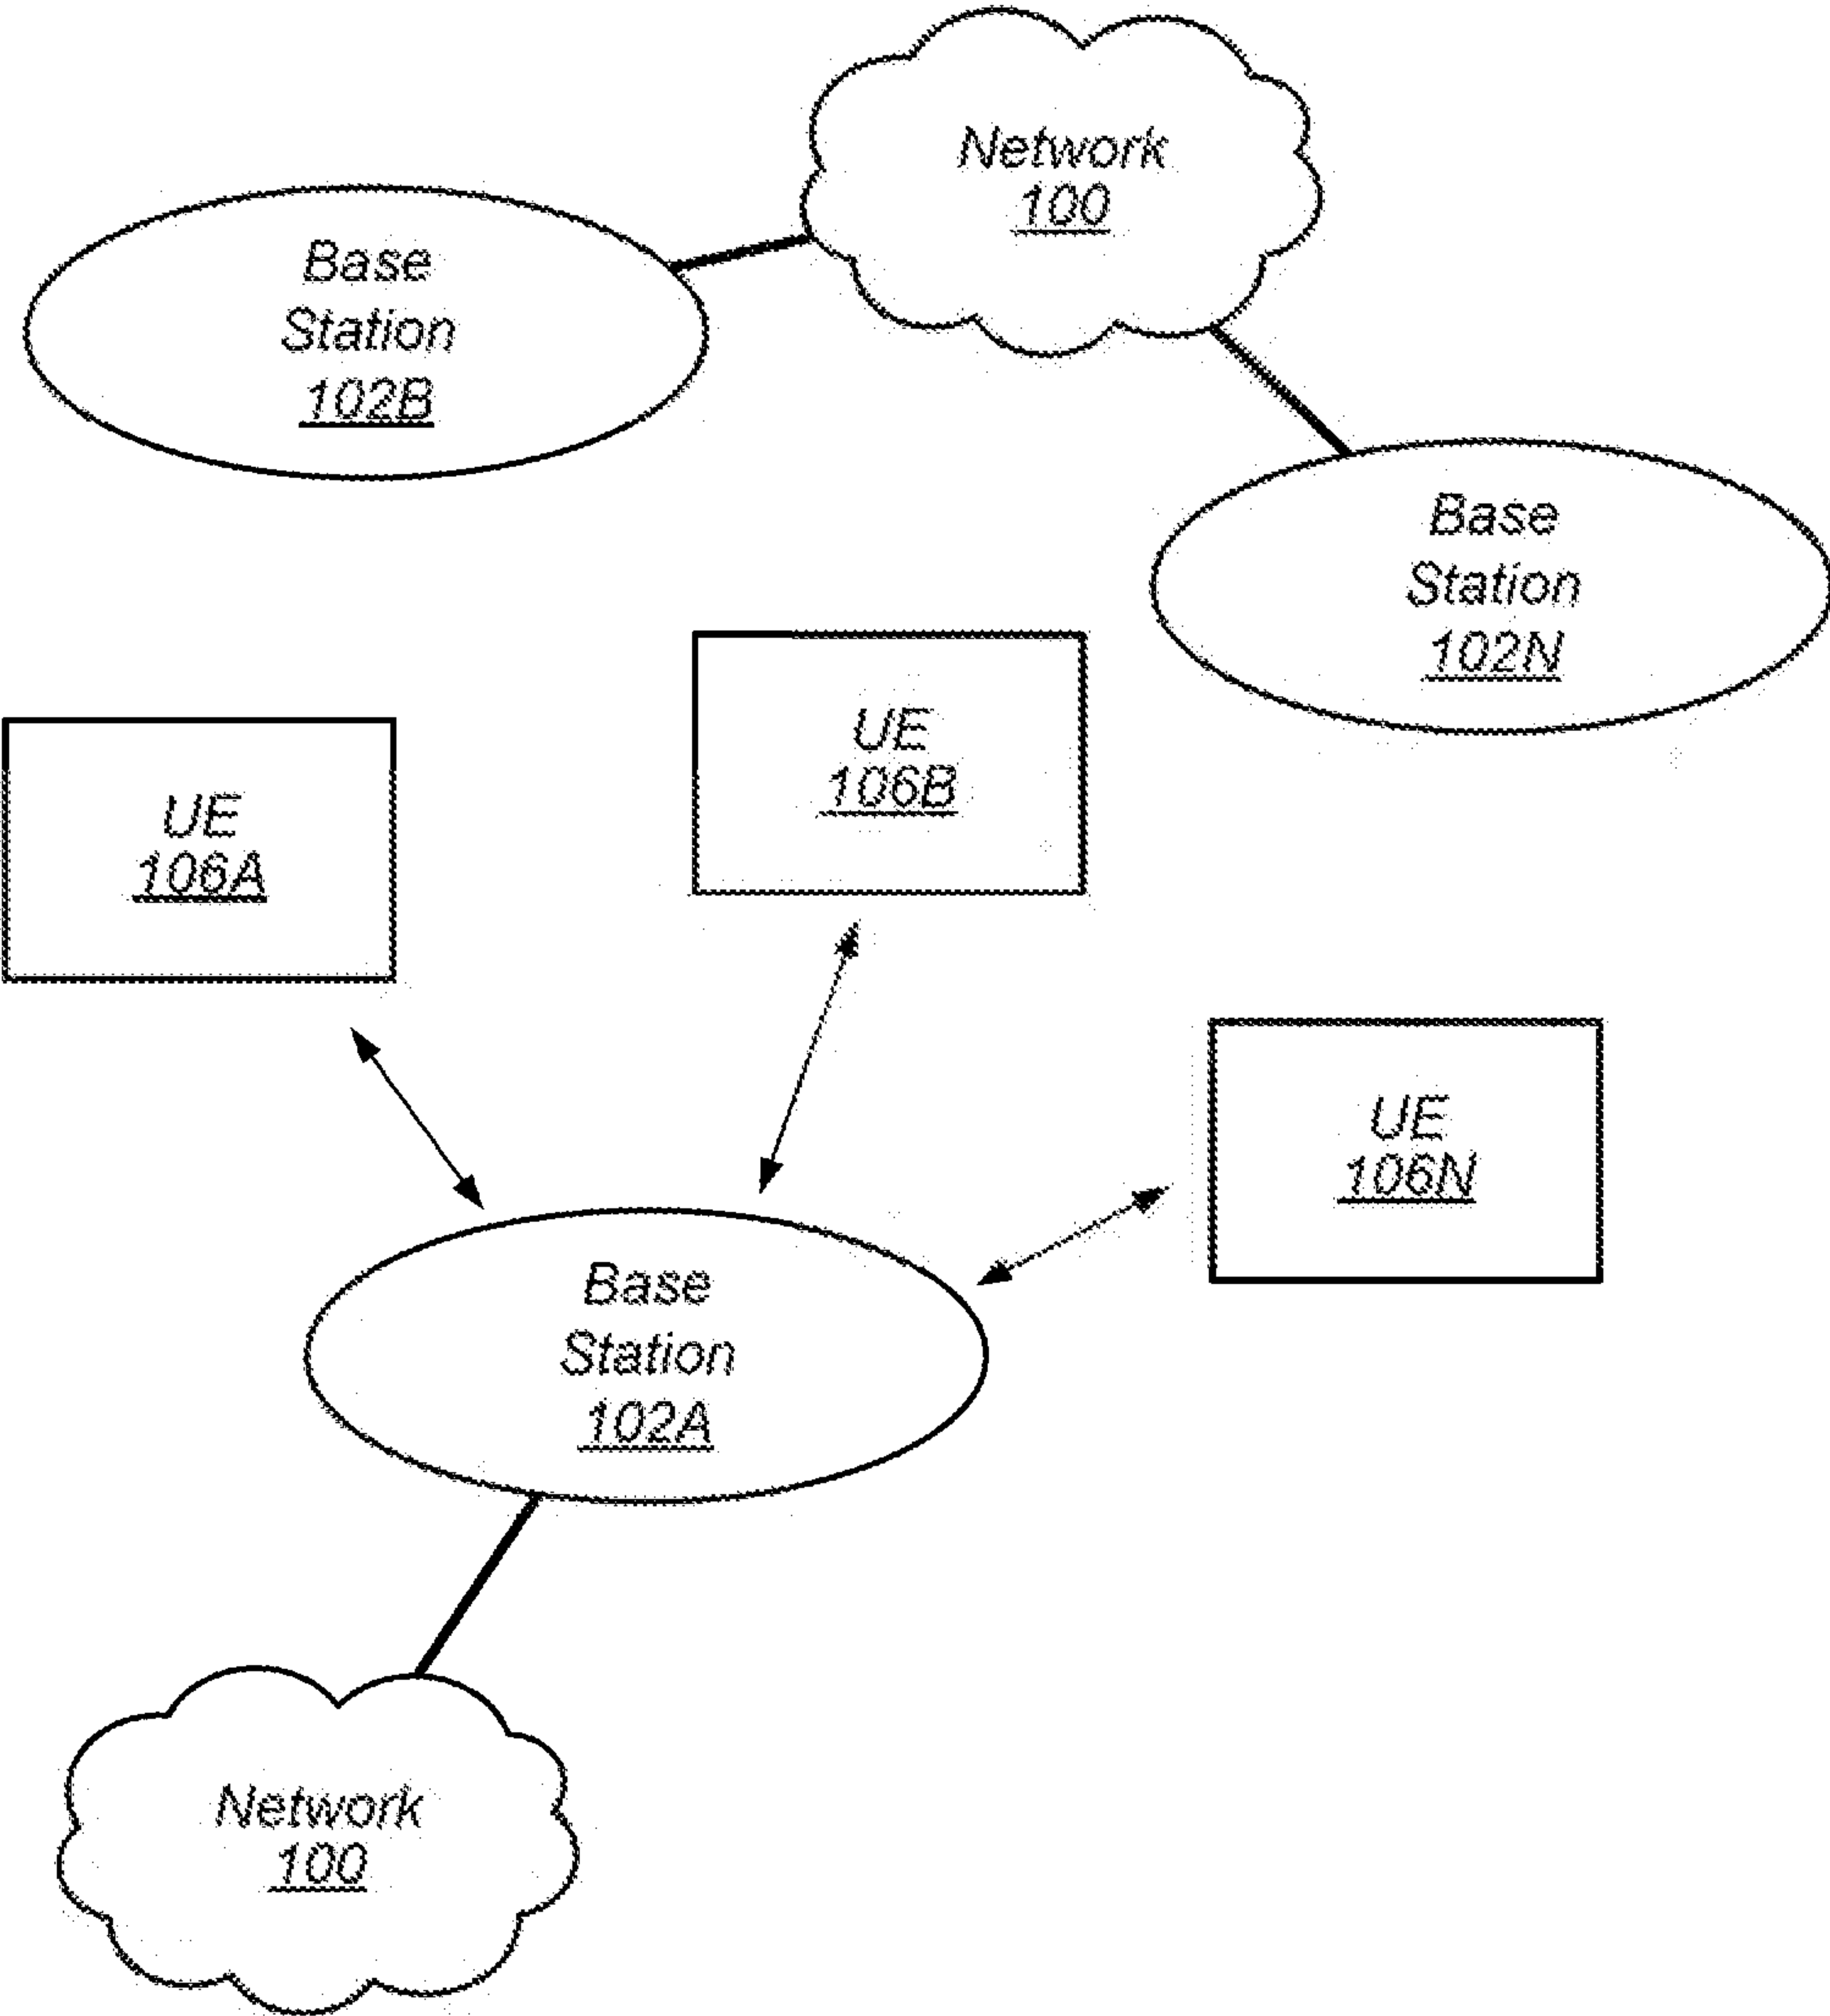 Network
100
Base
Station
102B
Base
Station
102N
UE
106B
UE
106A
UE
106N
Base
Station
102A
Network
100